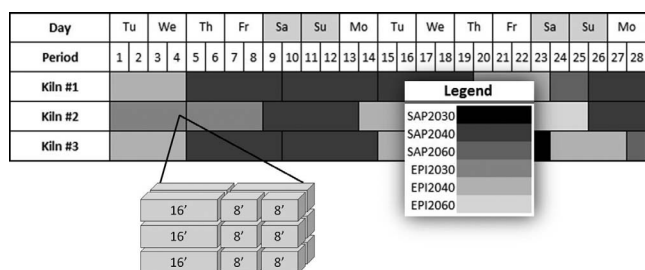 Day Tu We Th Fr Sa Su Mo Tu We Th Fr Sa Su Mo
Period 1 2 3 4 5 6 7 8 9 10 11 12 13 14 15 16 17 18 19 20 21 22 23 24 25 26 27 28
Kiln #1
Kiln #2
Kiln #3
Legend
SAP2030
SAP2040
SAP2060
EPI2030
EPI2040
EPI2060
16’ 8’ 8’
16’ 8’ 8’
16’ 8’ 8’